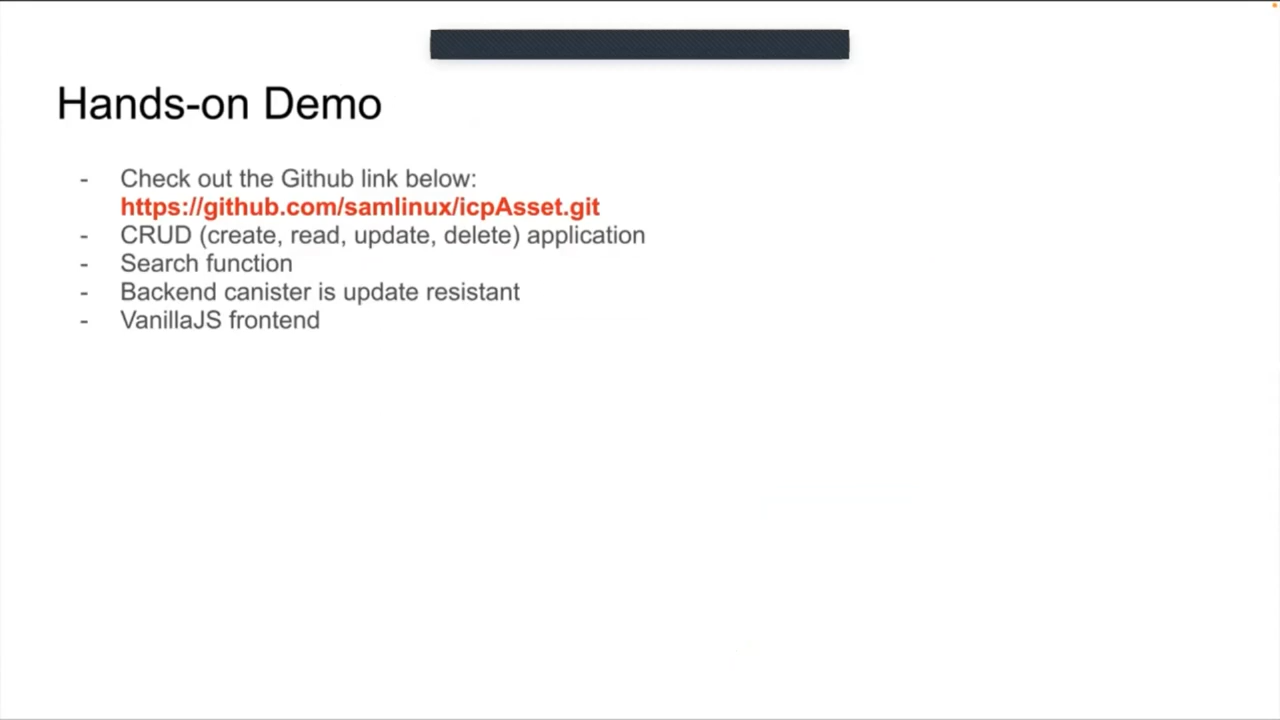 Hands-on Demo
- Check out the Github link below:
https://github.com/samlinux/icpAsset.git
- CRUD (create, read, update, delete) application
- Search function
- Backend canister is update resistant
- VanillaJS frontend